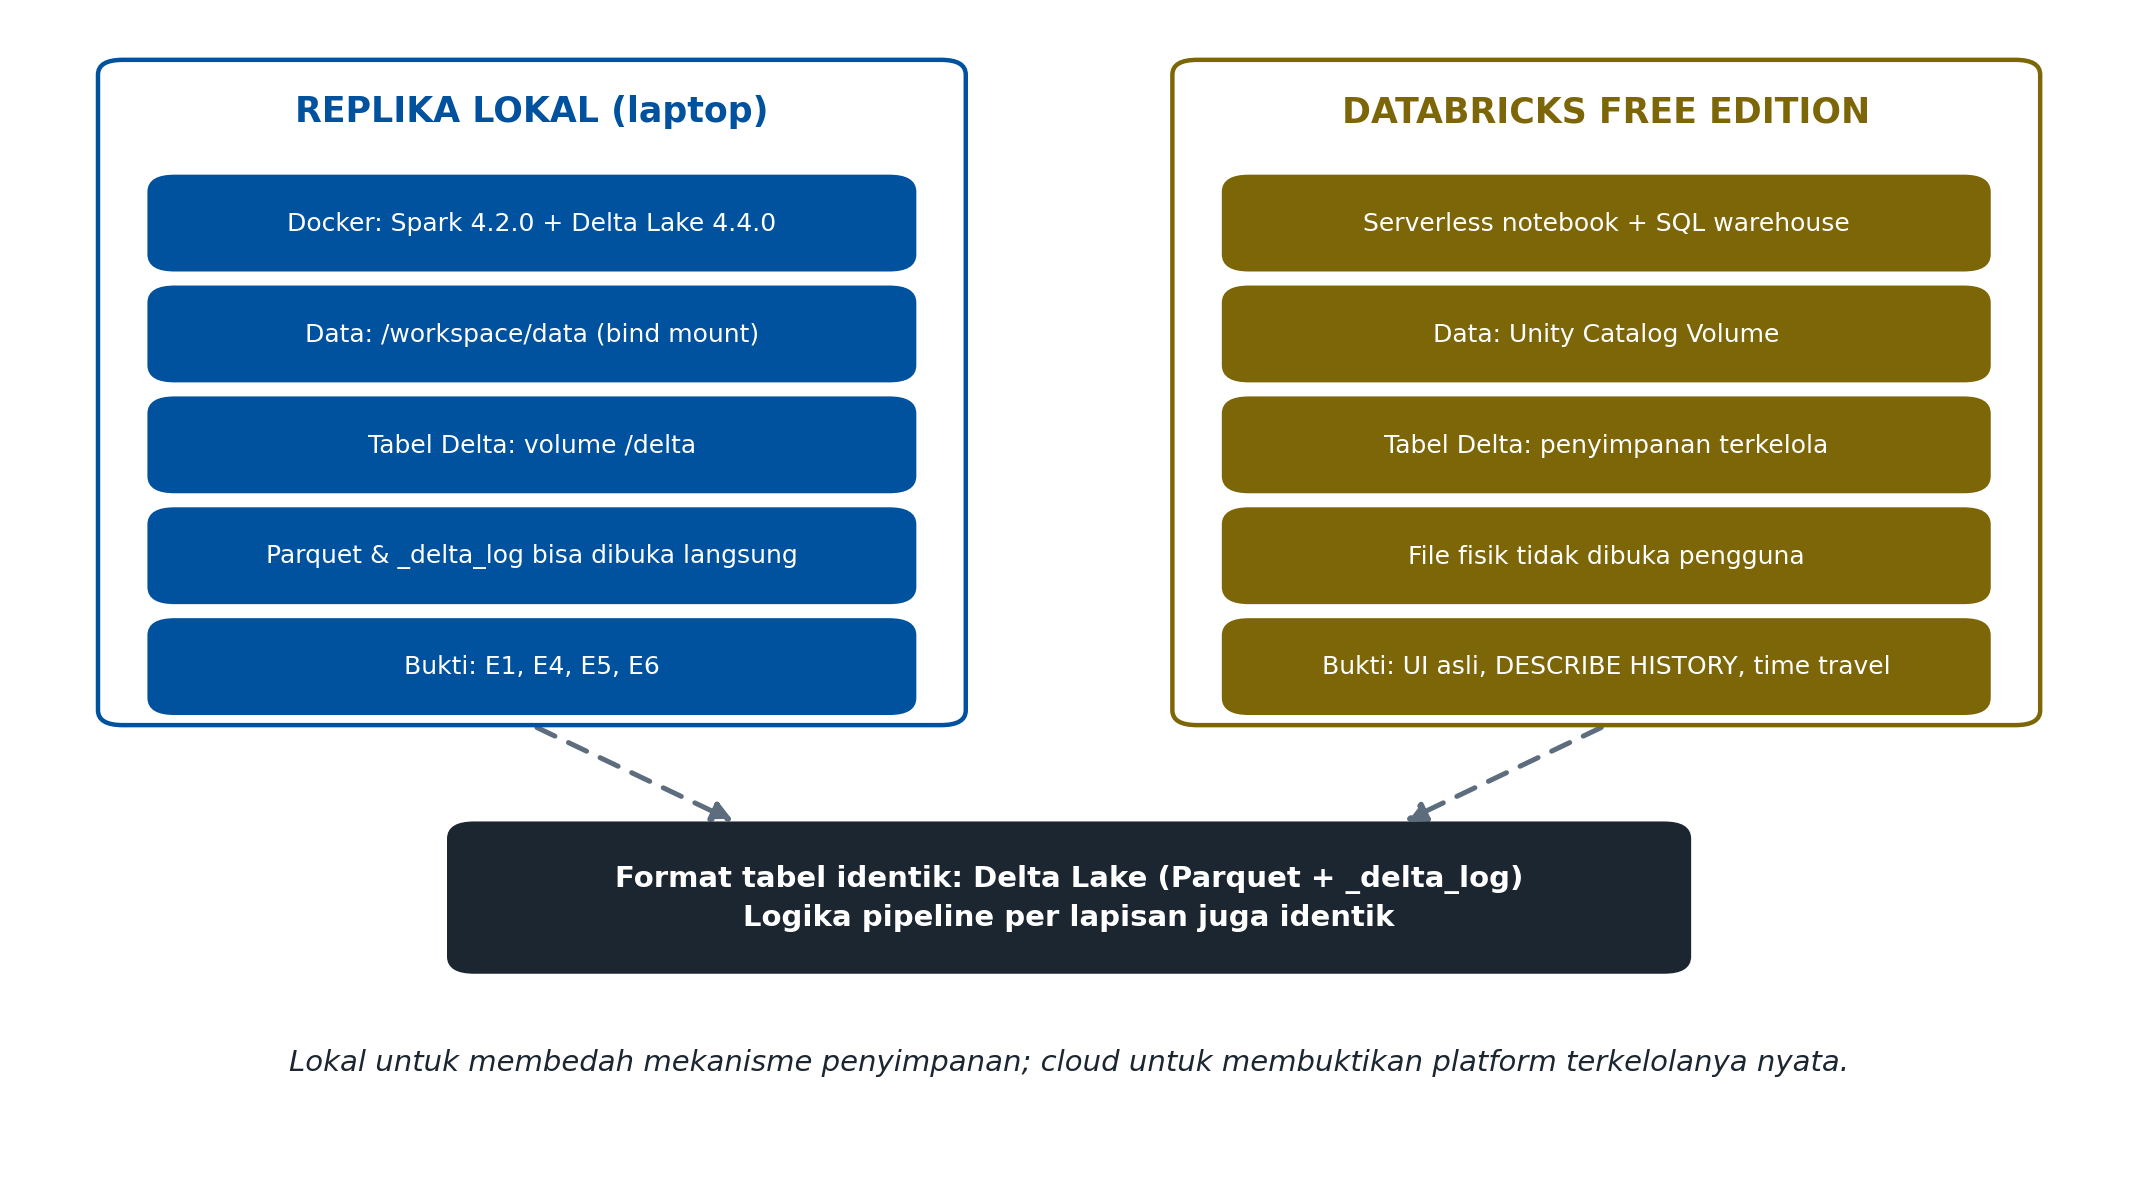 REPLIKA LOKAL (laptop)
Docker: Spark 4.2.0 + Delta Lake 4.4.0
Data: /workspace/data (bind mount)
Tabel Delta: volume /delta
Parquet & _delta_log bisa dibuka langsung
Bukti: E1, E4, E5, E6
DATABRICKS FREE EDITION
Serverless notebook + SQL warehouse
Data: Unity Catalog Volume
Tabel Delta: penyimpanan terkelola
File fisik tidak dibuka pengguna
Bukti: UI asli, DESCRIBE HISTORY, time travel
Format tabel identik: Delta Lake (Parquet + _delta_log)
Logika pipeline per lapisan juga identik
Lokal untuk membedah mekanisme penyimpanan; cloud untuk membuktikan platform terkelolanya nyata.